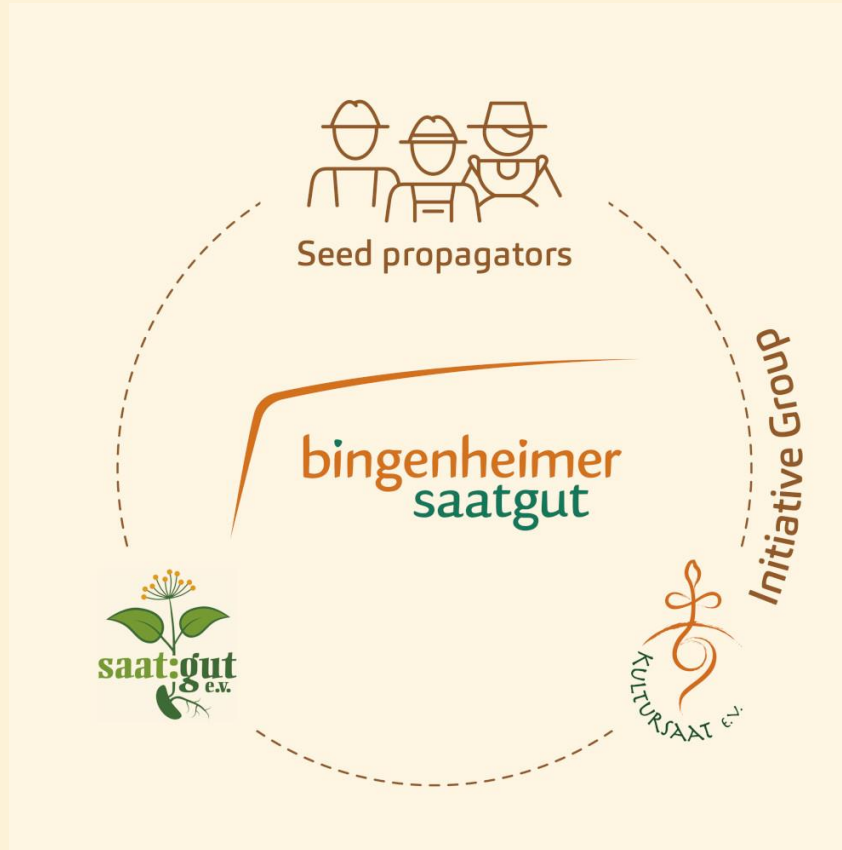 Seed propagators
bingenheimer
saatgut
Initiative Group
saat:gut
e.v.
KULTURSAAT E.V.